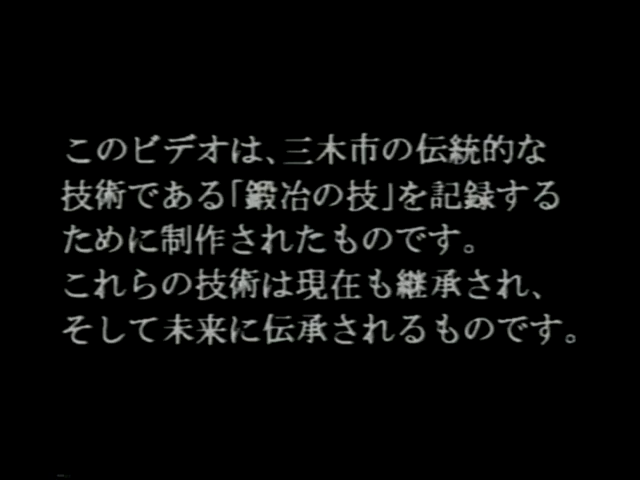 このビデオは、三木市の伝統的な
技術である「鍛冶の技」を記録する
ために制作されたものです。
これらの技術は現在も継承され、
そして未来に伝承されるものです。